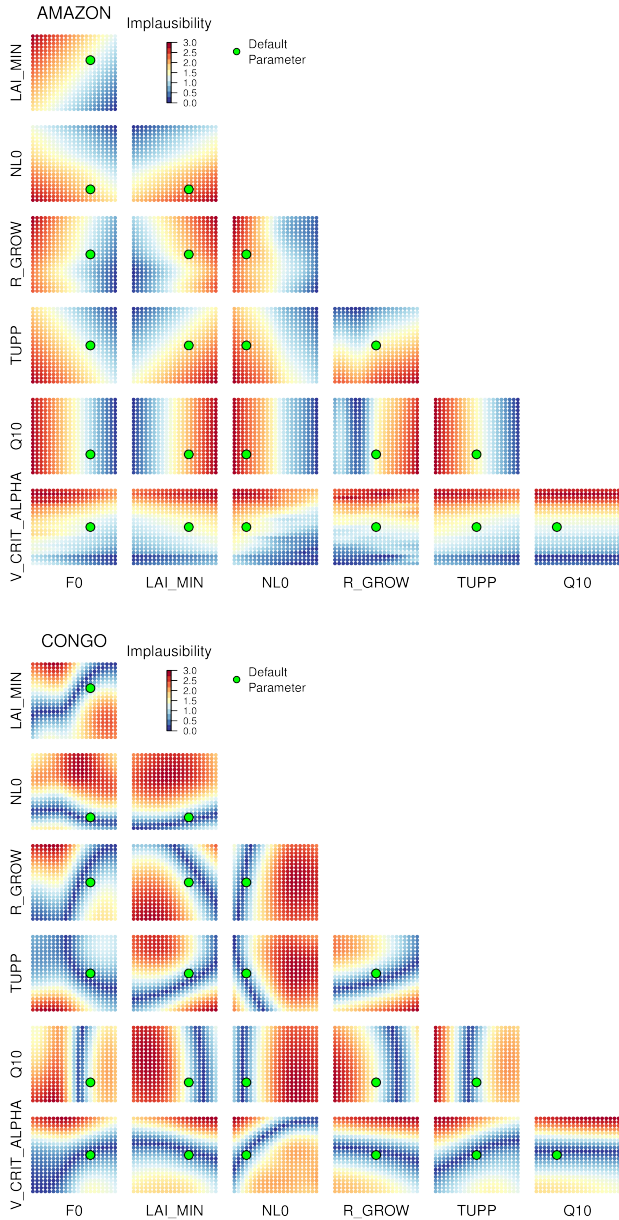 AMAZON
Implausibility
3.0
2.5
2.0
1.5
1.0
0.5
0.0
Default
Parameter
LAI_MIN
NL0
R_GROW
TUPP
Q10
V_CRIT_ALPHA
F0 LAI_MIN NL0 R_GROW TUPP Q10
CONGO
Implausibility
3.0
2.5
2.0
1.5
1.0
0.5
0.0
Default
Parameter
LAI_MIN
NL0
R_GROW
TUPP
Q10
V_CRIT_ALPHA
F0 LAI_MIN NL0 R_GROW TUPP Q10